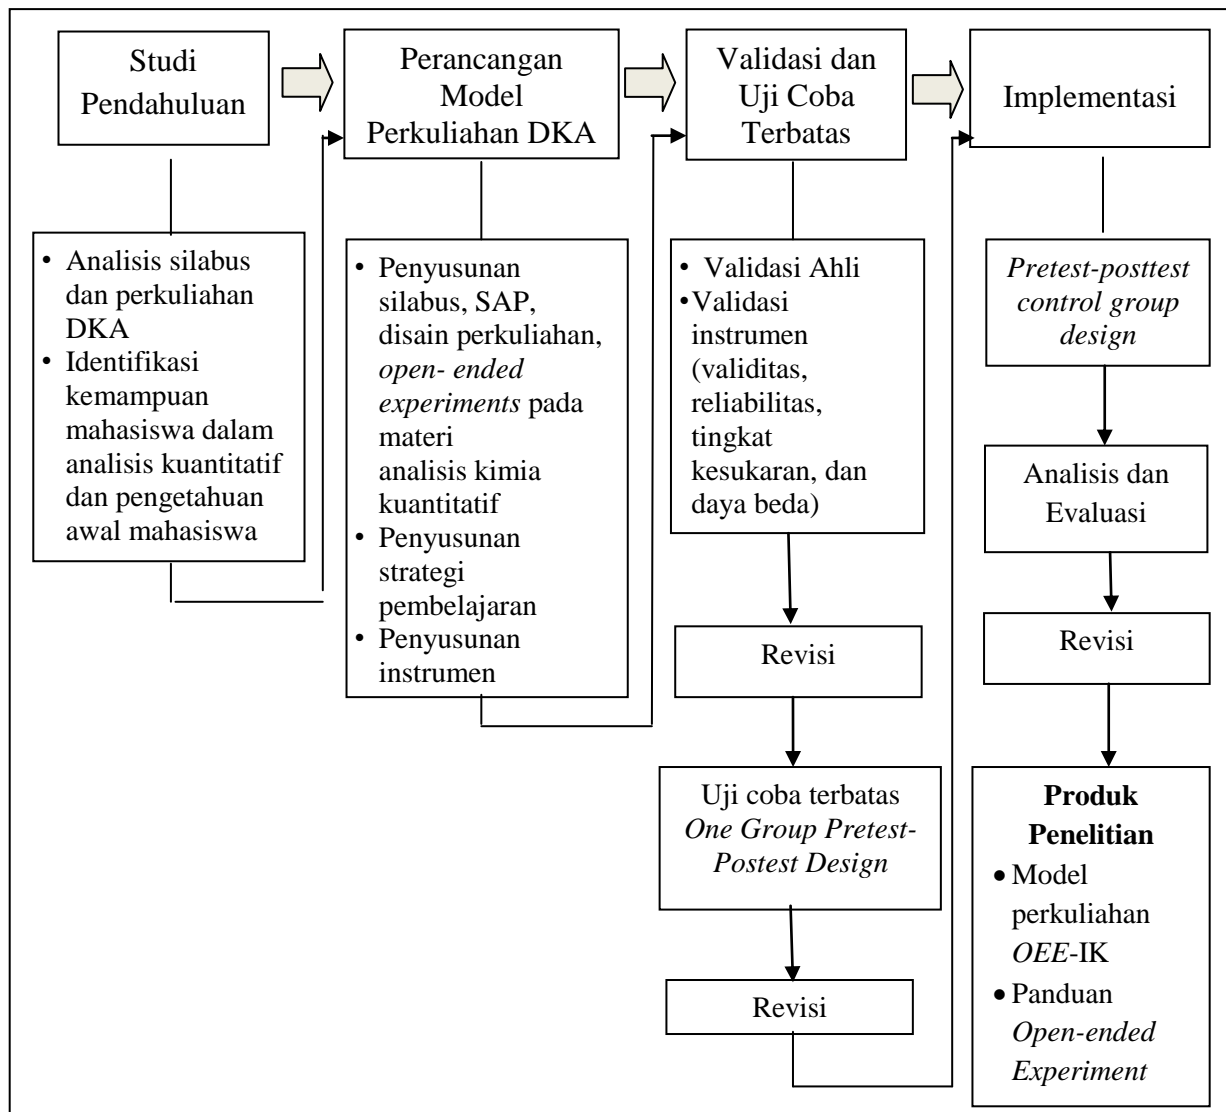 Studi
Pendahuluan
• Analisis silabus
dan perkuliahan
DKA
• Identifikasi
kemampuan
mahasiswa dalam
analisis kuantitatif
dan pengetahuan
awal mahasiswa
Perancangan
Model
Perkuliahan DKA
• Penyusunan
silabus, SAP,
disain perkuliahan,
open- ended
experiments pada
materi
analisis kimia
kuantitatif
• Penyusunan
strategi
pembelajaran
• Penyusunan
instrumen
Validasi dan
Uji Coba
Terbatas
• Validasi Ahli
•Validasi
instrumen
(validitas,
reliabilitas,
tingkat
kesukaran, dan
daya beda)
Revisi
Uji coba terbatas
One Group Pretest-
Postest Design
Revisi
Implementasi
Pretest-posttest
control group
design
Analisis dan
Evaluasi
Revisi
Produk
Penelitian
• Model
perkuliahan
OEE-IK
• Panduan
Open-ended
Experiment